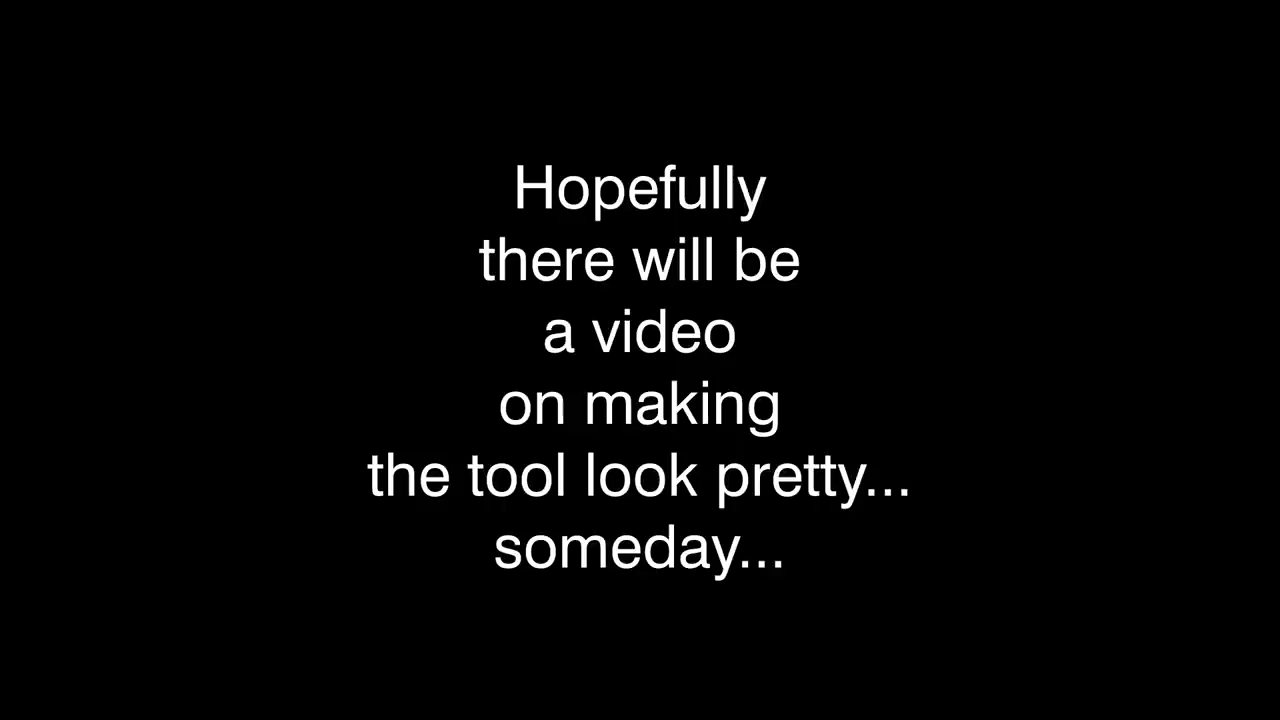 Hopefully
there will be
a video
on making
the tool look pretty...
someday...